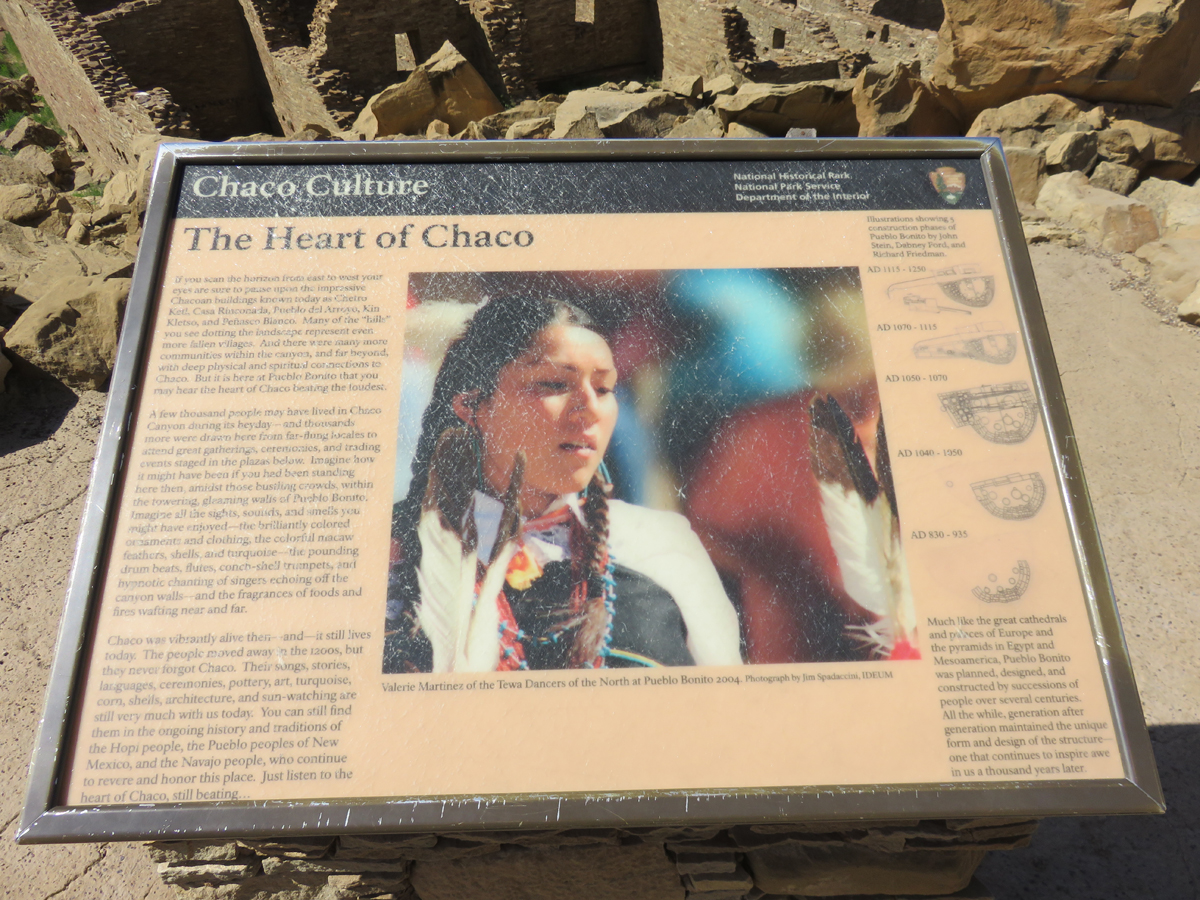 Chaco Culture
National Historical Park
National Park Service
Department of the Interior
The Heart of Chaco
If you scan the horizon from east to west your
eyes are sure to pause upon the impressive
Chacoan buildings known today as Chetro
Ketl, Casa Rinconada, Pueblo del Arroyo, Kin
Kletso, and Peñasco Blanco. Many of the "hills"
you see dotting the landscape represent even
more fallen villages. And there were many more
communities within the canyon, and far beyond,
with deep physical and spiritual connections to
Chaco. But it is here at Pueblo Bonito that you
may hear the heart of Chaco beating the loudest.
A few thousand people may have lived in Chaco
Canyon during its heyday—and thousands
more were drawn here from far-flung locales to
attend great gatherings, ceremonies, and trading
events staged in the plazas below. Imagine how
it might have been if you had been standing
here then, amidst those bustling crowds, within
the towering, gleaming walls of Pueblo Bonito.
Imagine all the sights, sounds, and smells you
might have enjoyed—the brilliantly colored
ornaments and clothing, the colorful macaw
feathers, shells, and turquoise—the pounding
drum beats, flutes, conch-shell trumpets, and
hypnotic chanting of singers echoing off the
canyon walls—and the fragrances of foods and
fires wafting near and far.
Chaco was vibrantly alive then—and—it still lives
today. The people moved away in the 1200s, but
they never forgot Chaco. Their songs, stories,
languages, ceremonies, pottery, art, turquoise,
corn, shells, architecture, and sun-watching are
still very much with us today. You can still find
them in the ongoing history and traditions of
the Hopi people, the Pueblo peoples of New
Mexico, and the Navajo people, who continue
to revere and honor this place. Just listen to the
heart of Chaco, still beating...
Valerie Martinez of the Tewa Dancers of the North at Pueblo Bonito 2004. Photograph by Jim Spadaccini, IDEUM
Illustrations showing 5
construction phases of
Pueblo Bonito by John
Stein, Dabney Ford, and
Richard Friedman.
AD 1115 - 1250
AD 1070 - 1115
AD 1050 - 1070
AD 1040 - 1050
AD 830 - 935
Much like the great cathedrals
and palaces of Europe and
the pyramids in Egypt and
Mesoamerica, Pueblo Bonito
was planned, designed, and
constructed by successions of
people over several centuries.
All the while, generation after
generation maintained the unique
form and design of the structure—
one that continues to inspire awe
in us a thousand years later.